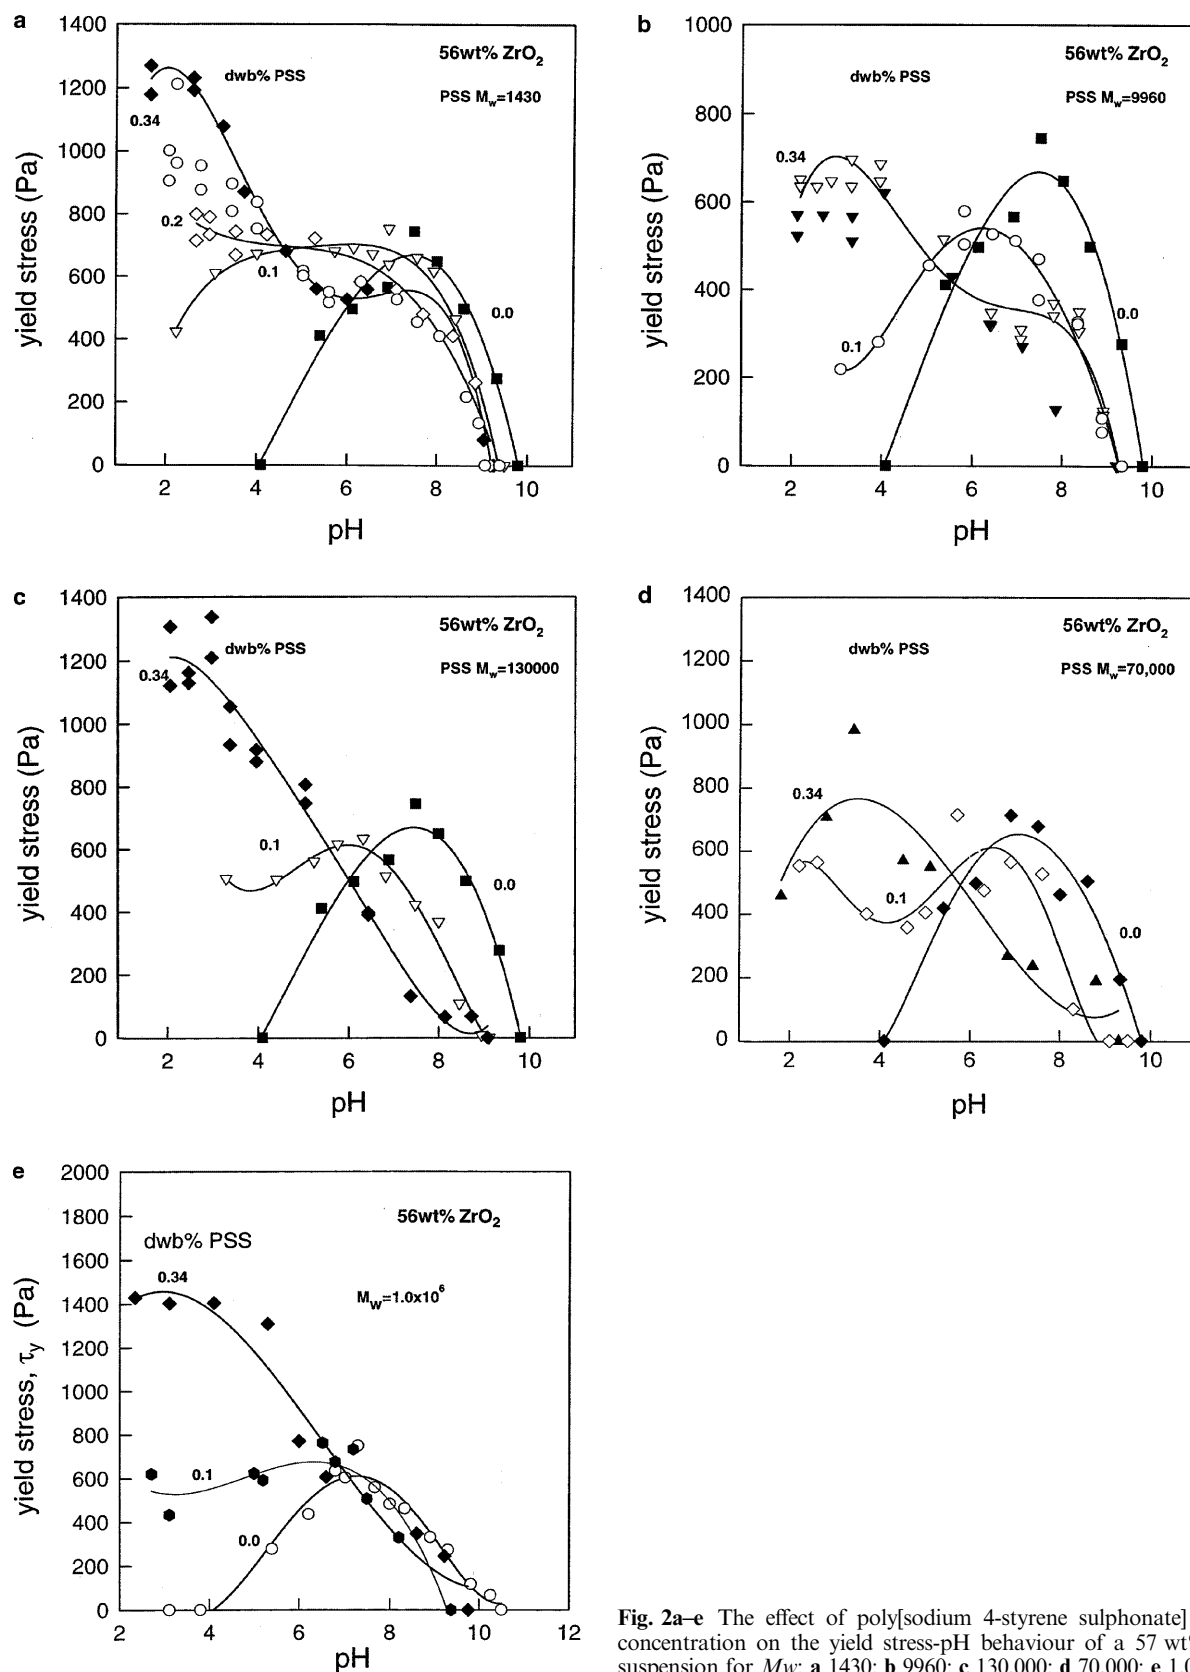 a
1400
1200
1000
800
600
400
200
0
yield stress (Pa)
56wt% ZrO₂
dwb% PSS
PSS Mw=1430
0.34
0.2
0.1
0.0
2 4 6 8 10
pH
b
1000
800
600
400
200
0
yield stress (Pa)
56wt% ZrO₂
dwb% PSS
PSS Mw=9960
0.34
0.1
0.0
2 4 6 8 10
pH
c
1400
1200
1000
800
600
400
200
0
yield stress (Pa)
56wt% ZrO₂
dwb% PSS
PSS Mw=130000
0.34
0.1
0.0
2 4 6 8 10
pH
d
1400
1200
1000
800
600
400
200
0
yield stress (Pa)
56wt% ZrO₂
dwb% PSS
PSS Mw=70,000
0.34
0.1
0.0
2 4 6 8 10
pH
e
2000
1800
1600
1400
1200
1000
800
600
400
200
0
yield stress, τy (Pa)
56wt% ZrO₂
dwb% PSS
0.34
Mw=1.0x10⁶
0.1
0.0
2 4 6 8 10 12
pH
Fig. 2a–e The effect of poly[sodium 4-styrene sulphonate]
concentration on the yield stress-pH behaviour of a 57 wt%
suspension for Mw: a 1430; b 9960; c 130,000; d 70,000; e 1.0